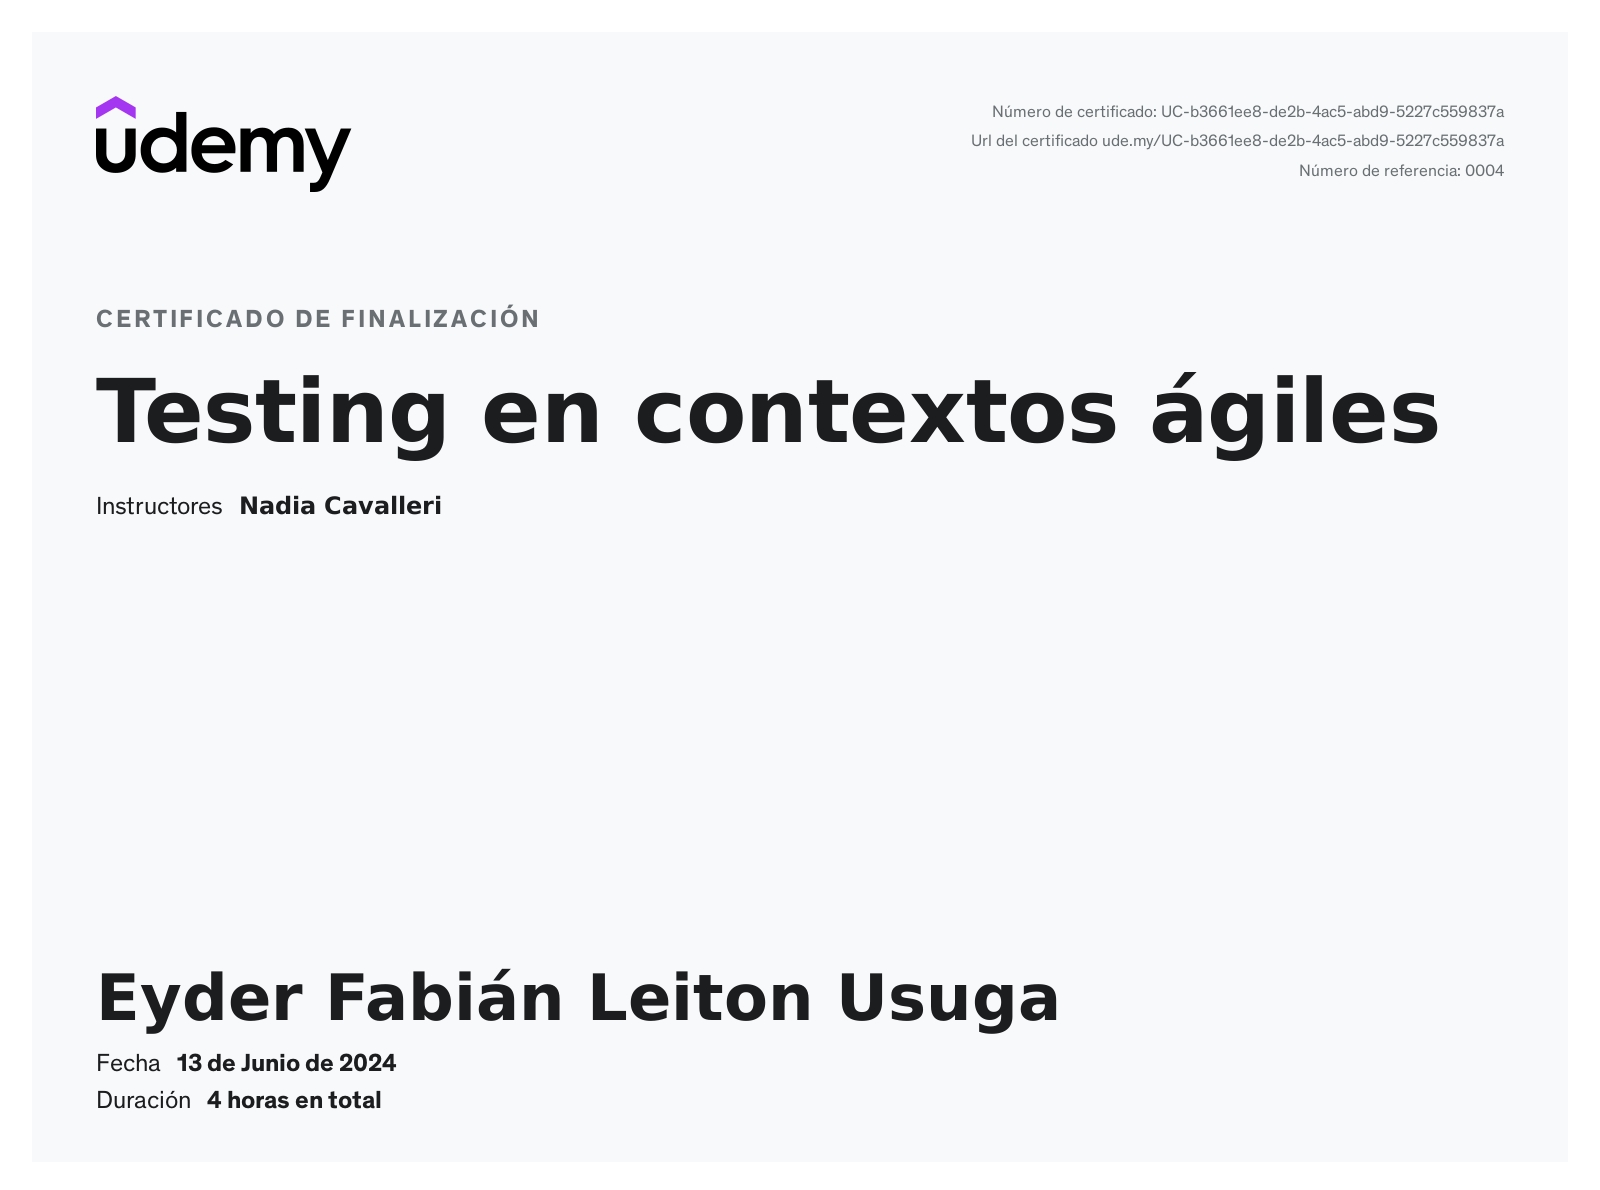 udemy
Número de certificado: UC-b3661ee8-de2b-4ac5-abd9-5227c559837a
Url del certificado ude.my/UC-b3661ee8-de2b-4ac5-abd9-5227c559837a
Número de referencia: 0004
CERTIFICADO DE FINALIZACIÓN
Testing en contextos ágiles
Instructores Nadia Cavalleri
Eyder Fabián Leiton Usuga
Fecha 13 de Junio de 2024
Duración 4 horas en total